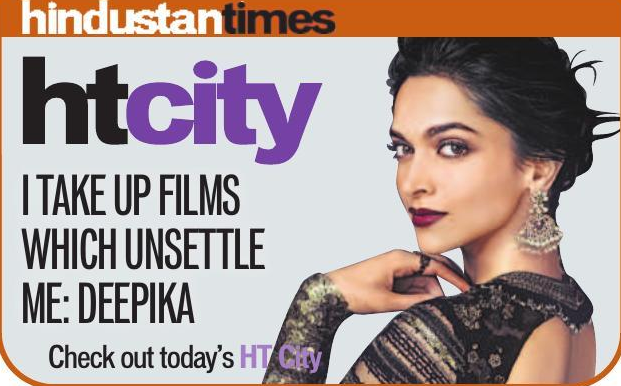 hindustantimes
htcity
I TAKE UP FILMS
WHICH UNSETTLE
ME: DEEPIKA
Check out today's HT City